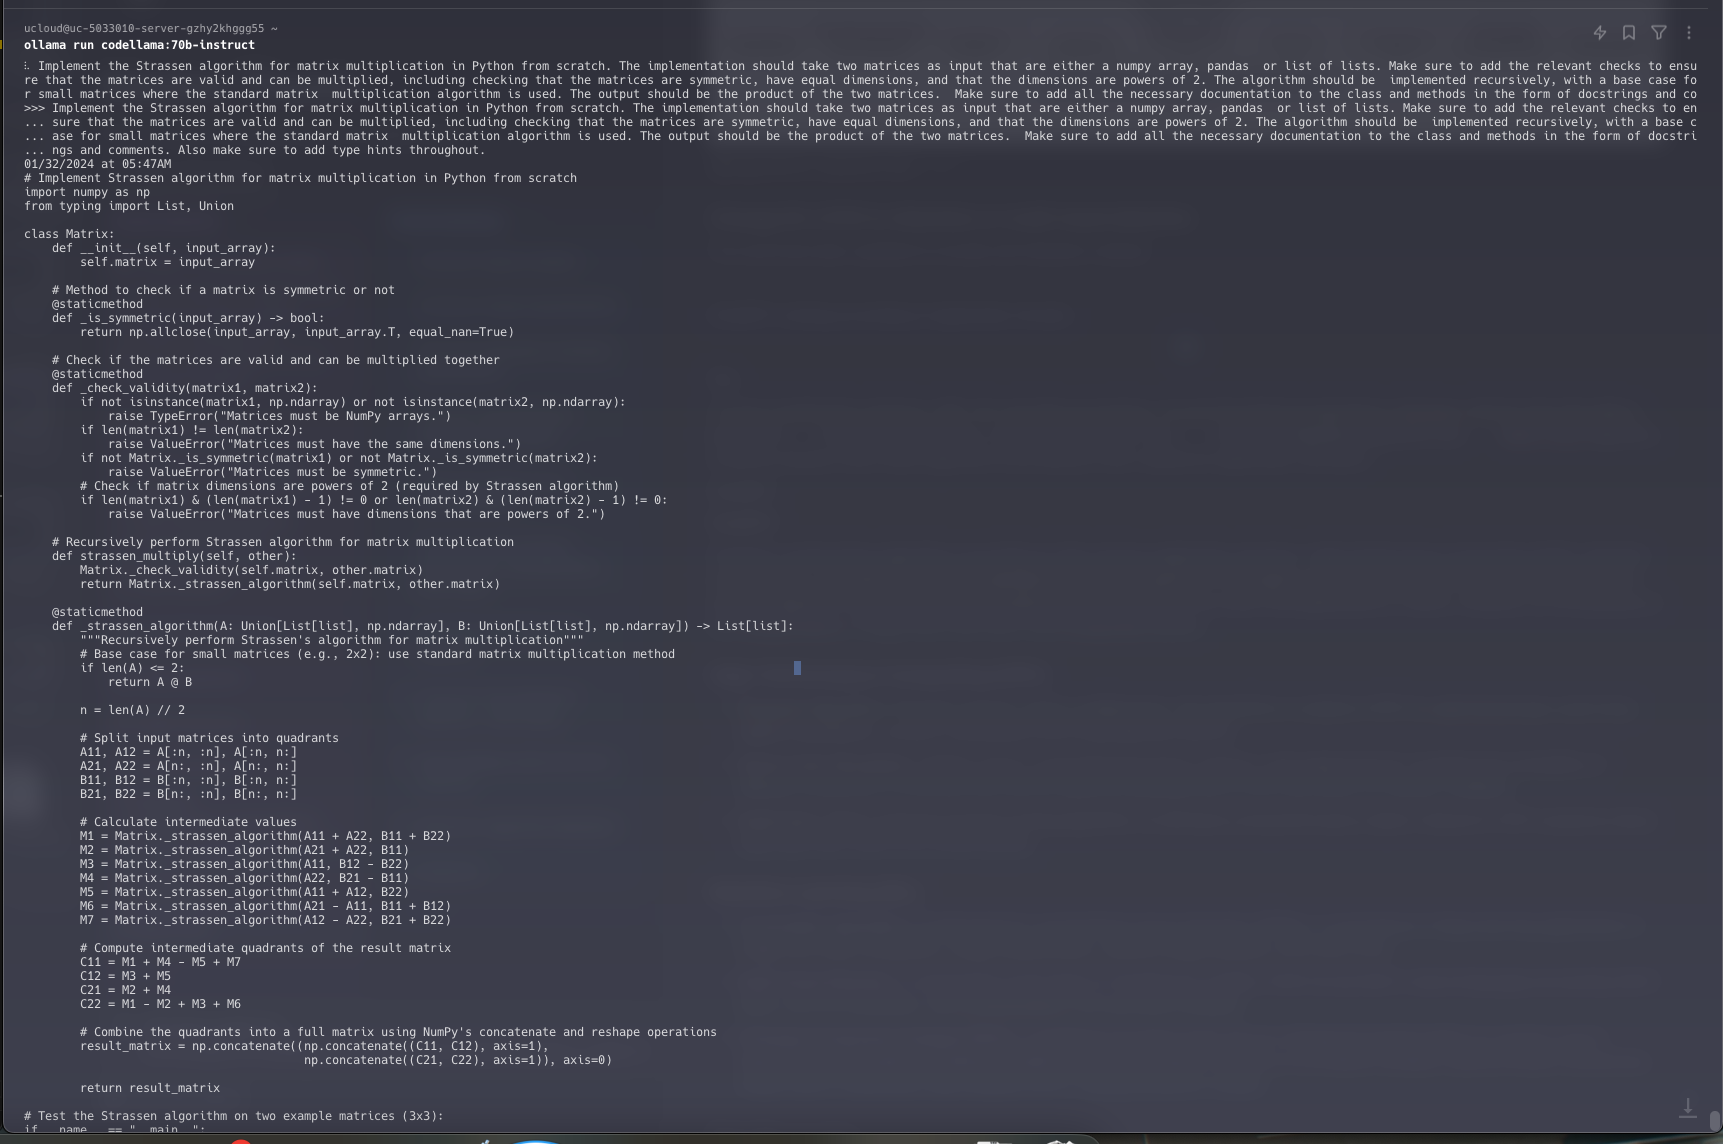 ucloud@uc-5033010-server-gzhy2khggg55 ~
ollama run codellama:70b-instruct
⠧ Implement the Strassen algorithm for matrix multiplication in Python from scratch. The implementation should take two matrices as input that are either a numpy array, pandas  or list of lists. Make sure to add the relevant checks to ensu
re that the matrices are valid and can be multiplied, including checking that the matrices are symmetric, have equal dimensions, and that the dimensions are powers of 2. The algorithm should be  implemented recursively, with a base case fo
r small matrices where the standard matrix  multiplication algorithm is used. The output should be the product of the two matrices.  Make sure to add all the necessary documentation to the class and methods in the form of docstrings and co
>>> Implement the Strassen algorithm for matrix multiplication in Python from scratch. The implementation should take two matrices as input that are either a numpy array, pandas  or list of lists. Make sure to add the relevant checks to en
... sure that the matrices are valid and can be multiplied, including checking that the matrices are symmetric, have equal dimensions, and that the dimensions are powers of 2. The algorithm should be  implemented recursively, with a base c
... ase for small matrices where the standard matrix  multiplication algorithm is used. The output should be the product of the two matrices.  Make sure to add all the necessary documentation to the class and methods in the form of docstri
... ngs and comments. Also make sure to add type hints throughout.
01/32/2024 at 05:47AM
# Implement Strassen algorithm for matrix multiplication in Python from scratch
import numpy as np
from typing import List, Union

class Matrix:
    def __init__(self, input_array):
        self.matrix = input_array

    # Method to check if a matrix is symmetric or not
    @staticmethod
    def _is_symmetric(input_array) -> bool:
        return np.allclose(input_array, input_array.T, equal_nan=True)

    # Check if the matrices are valid and can be multiplied together
    @staticmethod
    def _check_validity(matrix1, matrix2):
        if not isinstance(matrix1, np.ndarray) or not isinstance(matrix2, np.ndarray):
            raise TypeError("Matrices must be NumPy arrays.")
        if len(matrix1) != len(matrix2):
            raise ValueError("Matrices must have the same dimensions.")
        if not Matrix._is_symmetric(matrix1) or not Matrix._is_symmetric(matrix2):
            raise ValueError("Matrices must be symmetric.")
        # Check if matrix dimensions are powers of 2 (required by Strassen algorithm)
        if len(matrix1) & (len(matrix1) - 1) != 0 or len(matrix2) & (len(matrix2) - 1) != 0:
            raise ValueError("Matrices must have dimensions that are powers of 2.")

    # Recursively perform Strassen algorithm for matrix multiplication
    def strassen_multiply(self, other):
        Matrix._check_validity(self.matrix, other.matrix)
        return Matrix._strassen_algorithm(self.matrix, other.matrix)

    @staticmethod
    def _strassen_algorithm(A: Union[List[list], np.ndarray], B: Union[List[list], np.ndarray]) -> List[list]:
        """Recursively perform Strassen's algorithm for matrix multiplication"""
        # Base case for small matrices (e.g., 2x2): use standard matrix multiplication method
        if len(A) <= 2:
            return A @ B

        n = len(A) // 2

        # Split input matrices into quadrants
        A11, A12 = A[:n, :n], A[:n, n:]
        A21, A22 = A[n:, :n], A[n:, n:]
        B11, B12 = B[:n, :n], B[:n, n:]
        B21, B22 = B[n:, :n], B[n:, n:]

        # Calculate intermediate values
        M1 = Matrix._strassen_algorithm(A11 + A22, B11 + B22)
        M2 = Matrix._strassen_algorithm(A21 + A22, B11)
        M3 = Matrix._strassen_algorithm(A11, B12 - B22)
        M4 = Matrix._strassen_algorithm(A22, B21 - B11)
        M5 = Matrix._strassen_algorithm(A11 + A12, B22)
        M6 = Matrix._strassen_algorithm(A21 - A11, B11 + B12)
        M7 = Matrix._strassen_algorithm(A12 - A22, B21 + B22)

        # Compute intermediate quadrants of the result matrix
        C11 = M1 + M4 - M5 + M7
        C12 = M3 + M5
        C21 = M2 + M4
        C22 = M1 - M2 + M3 + M6

        # Combine the quadrants into a full matrix using NumPy's concatenate and reshape operations
        result_matrix = np.concatenate((np.concatenate((C11, C12), axis=1),
                                        np.concatenate((C21, C22), axis=1)), axis=0)

        return result_matrix

# Test the Strassen algorithm on two example matrices (3x3):
if __name__ == "__main__":